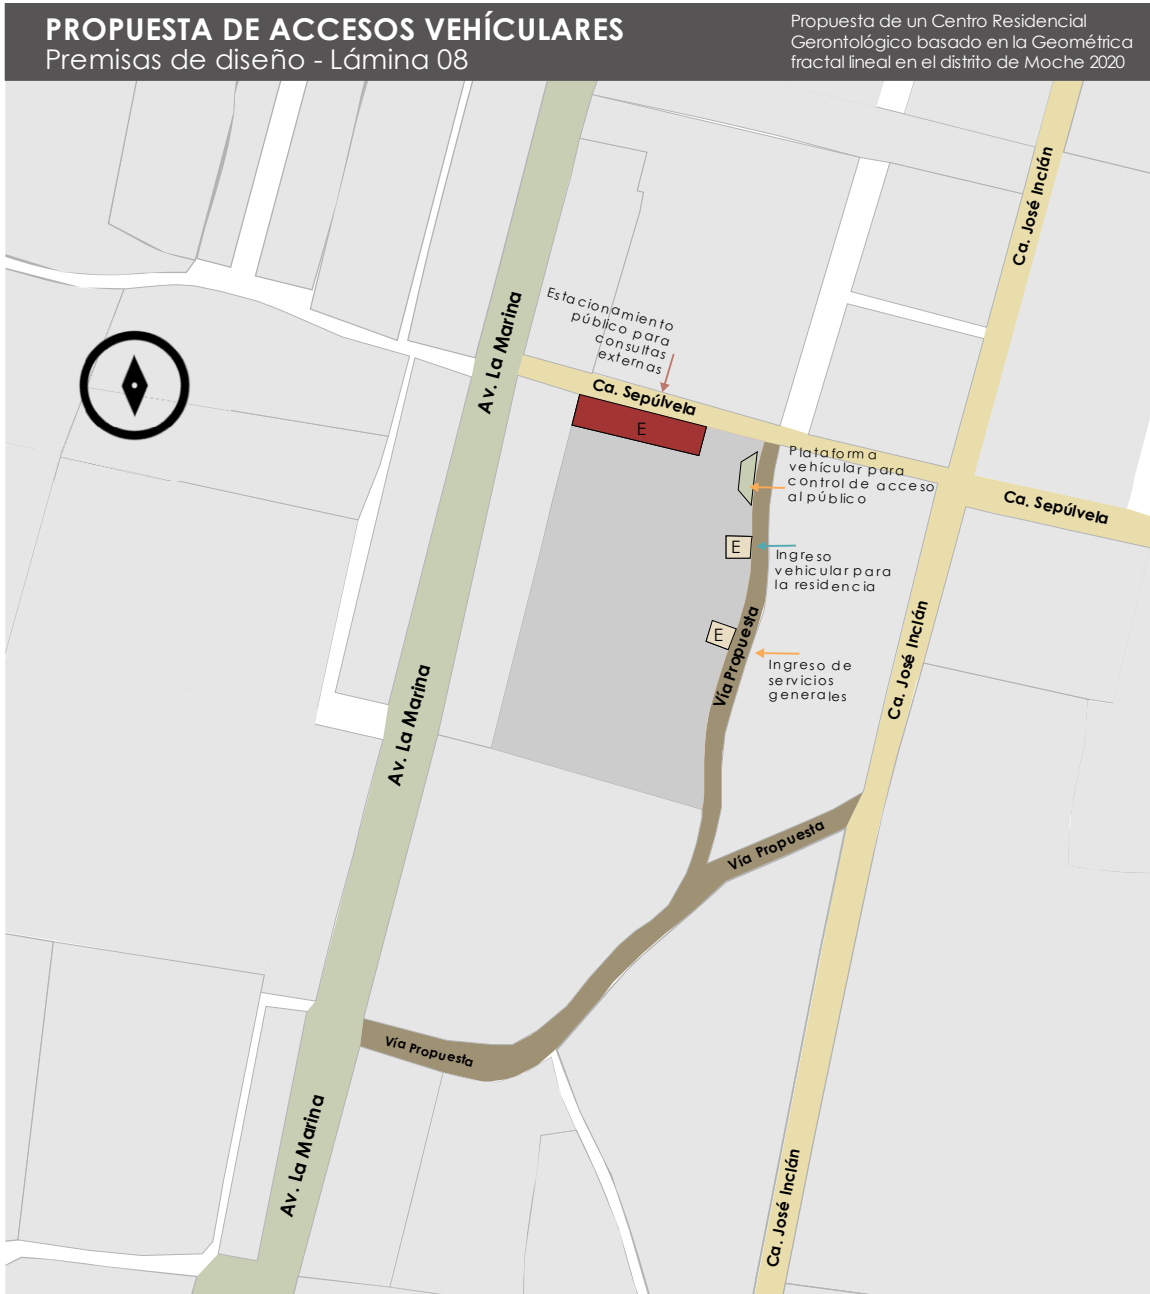 PROPUESTA DE ACCESOS VEHÍCULARES
Premisas de diseño - Lámina 08
Propuesta de un Centro Residencial
Gerontológico basado en la Geométrica
fractal lineal en el distrito de Moche 2020
Ca. José Inclán
Av. La Marina
Estacionamiento
público para
consultas
externas
Ca. Sepúlvela
E
Plataforma
vehícular para
control de acceso
al público
Ca. Sepúlvela
E
Ingreso
vehicular para
la residencia
E
Vía Propuesta
Ingreso de
servicios
generales
Ca. José Inclán
Av. La Marina
Vía Propuesta
Vía Propuesta
Av. La Marina
Ca. José Inclán